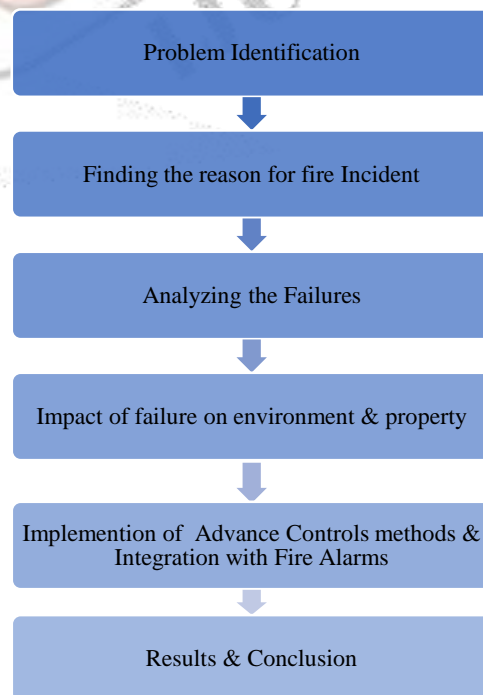 Problem Identification
Finding the reason for fire Incident
Analyzing the Failures
Impact of failure on environment & property
Implemention of Advance Controls methods &
Integration with Fire Alarms
Results & Conclusion